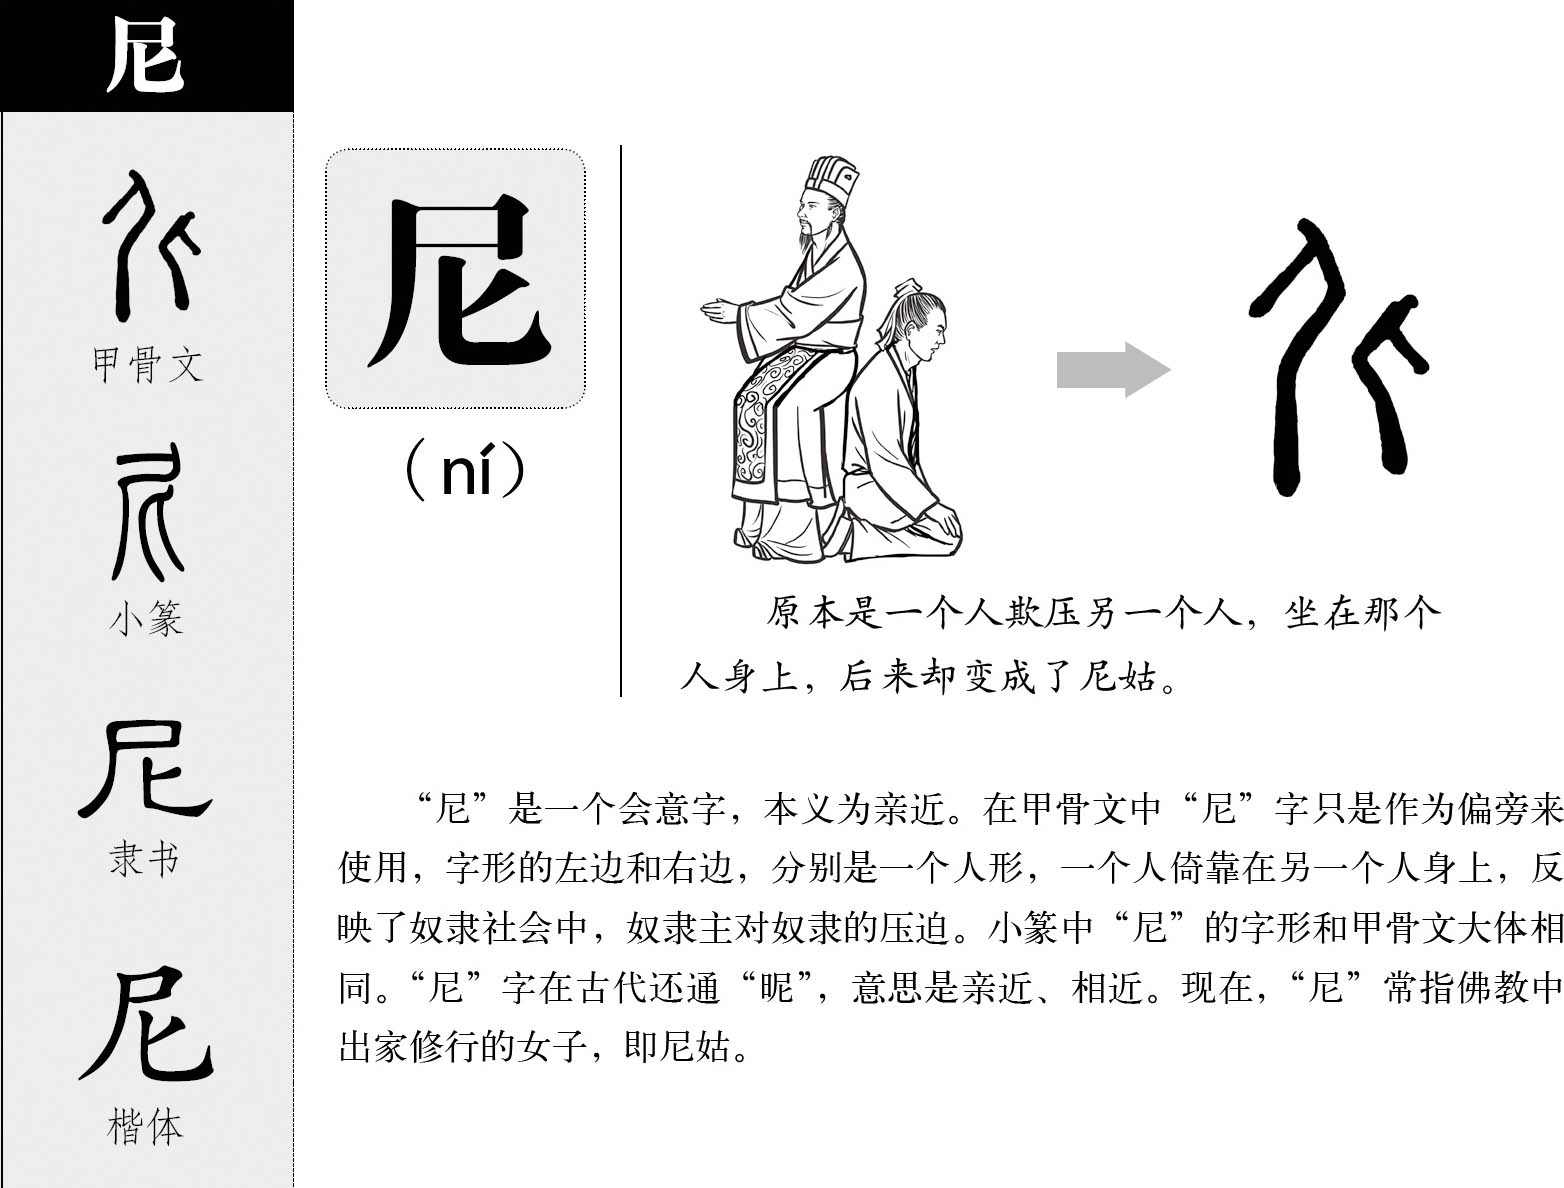 尼
甲骨文
小篆
隶书
尼
楷体
尼
（ní）
原本是一个人欺压另一个人，坐在那个
人身上，后来却变成了尼姑。
“尼”是一个会意字，本义为亲近。在甲骨文中“尼”字只是作为偏旁来
使用，字形的左边和右边，分别是一个人形，一个人倚靠在另一个人身上，反
映了奴隶社会中，奴隶主对奴隶的压迫。小篆中“尼”的字形和甲骨文大体相
同。“尼”字在古代还通“昵”，意思是亲近、相近。现在，“尼”常指佛教中
出家修行的女子，即尼姑。